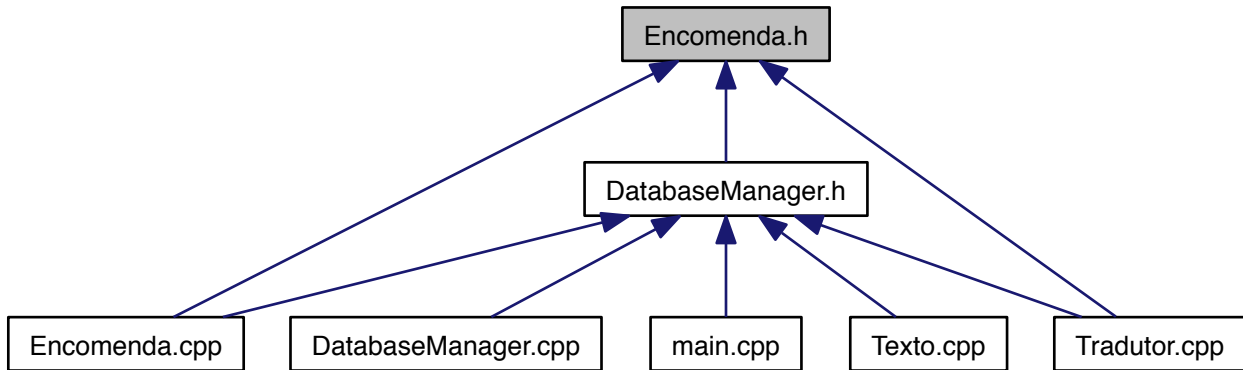 Encomenda.h
DatabaseManager.h
Encomenda.cpp
DatabaseManager.cpp
main.cpp
Texto.cpp
Tradutor.cpp